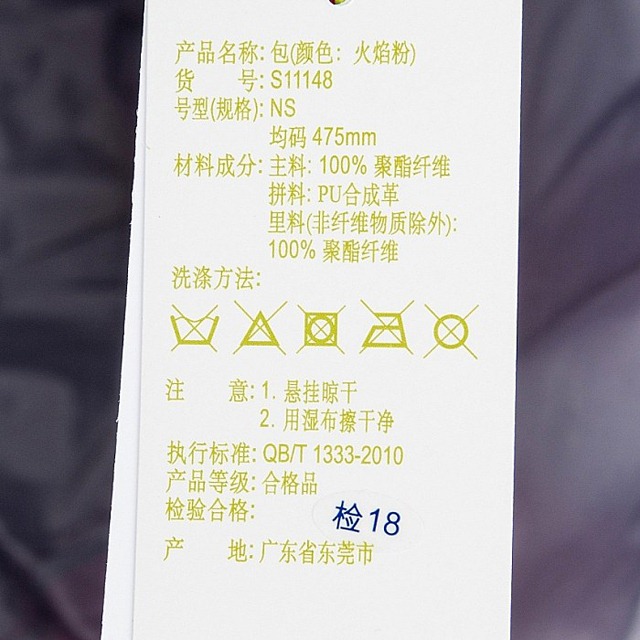 产品名称: 包(颜色: 火焰粉)
货 号: S11148
号型(规格): NS
均码 475mm
材料成分: 主料: 100% 聚酯纤维
拼料: PU合成革
里料(非纤维物质除外):
100% 聚酯纤维
洗涤方法:
注 意: 1. 悬挂晾干
2. 用湿布擦干净
执行标准: QB/T 1333-2010
产品等级: 合格品
检验合格: 检18
产 地: 广东省东莞市